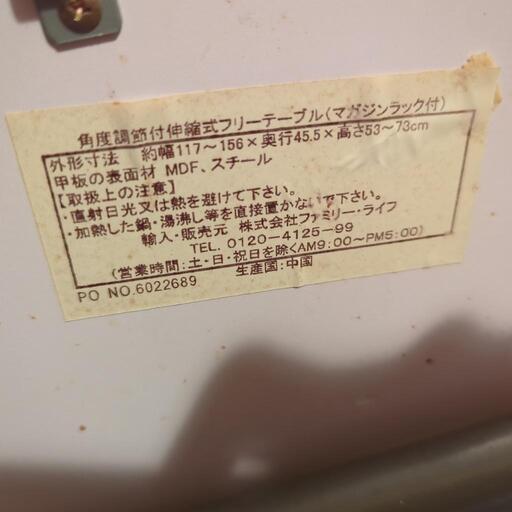 角度調節付伸縮式フリーテーブル(マガジンラック付)
外形寸法 約幅117～156×奥行45.5×高さ53～73cm
甲板の表面材 MDF、スチール
【取扱上の注意】
・直射日光又は熱を避けて下さい。
・加熱した鍋・湯沸し等を直接置かないで下さい。
輸入・販売元 株式会社ファミリー・ライフ
TEL. 0120-4125-99
(営業時間:土・日・祝日を除くAM9:00～PM5:00)
PO NO.6022689 生産国:中国